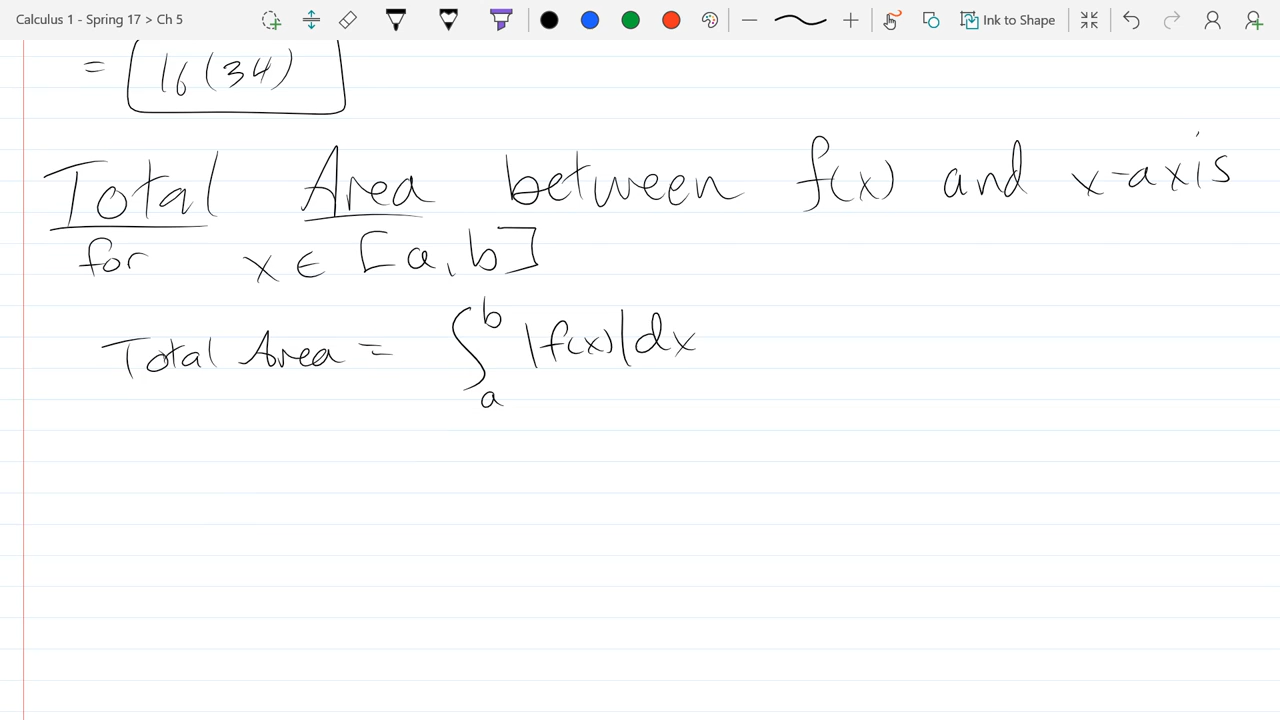 Calculus 1 - Spring 17 > Ch 5
Ink to Shape
= 16(34)
Total Area between f(x) and x-axis
for x ∈ [a, b]
Total Area = ∫_a^b |f(x)| dx